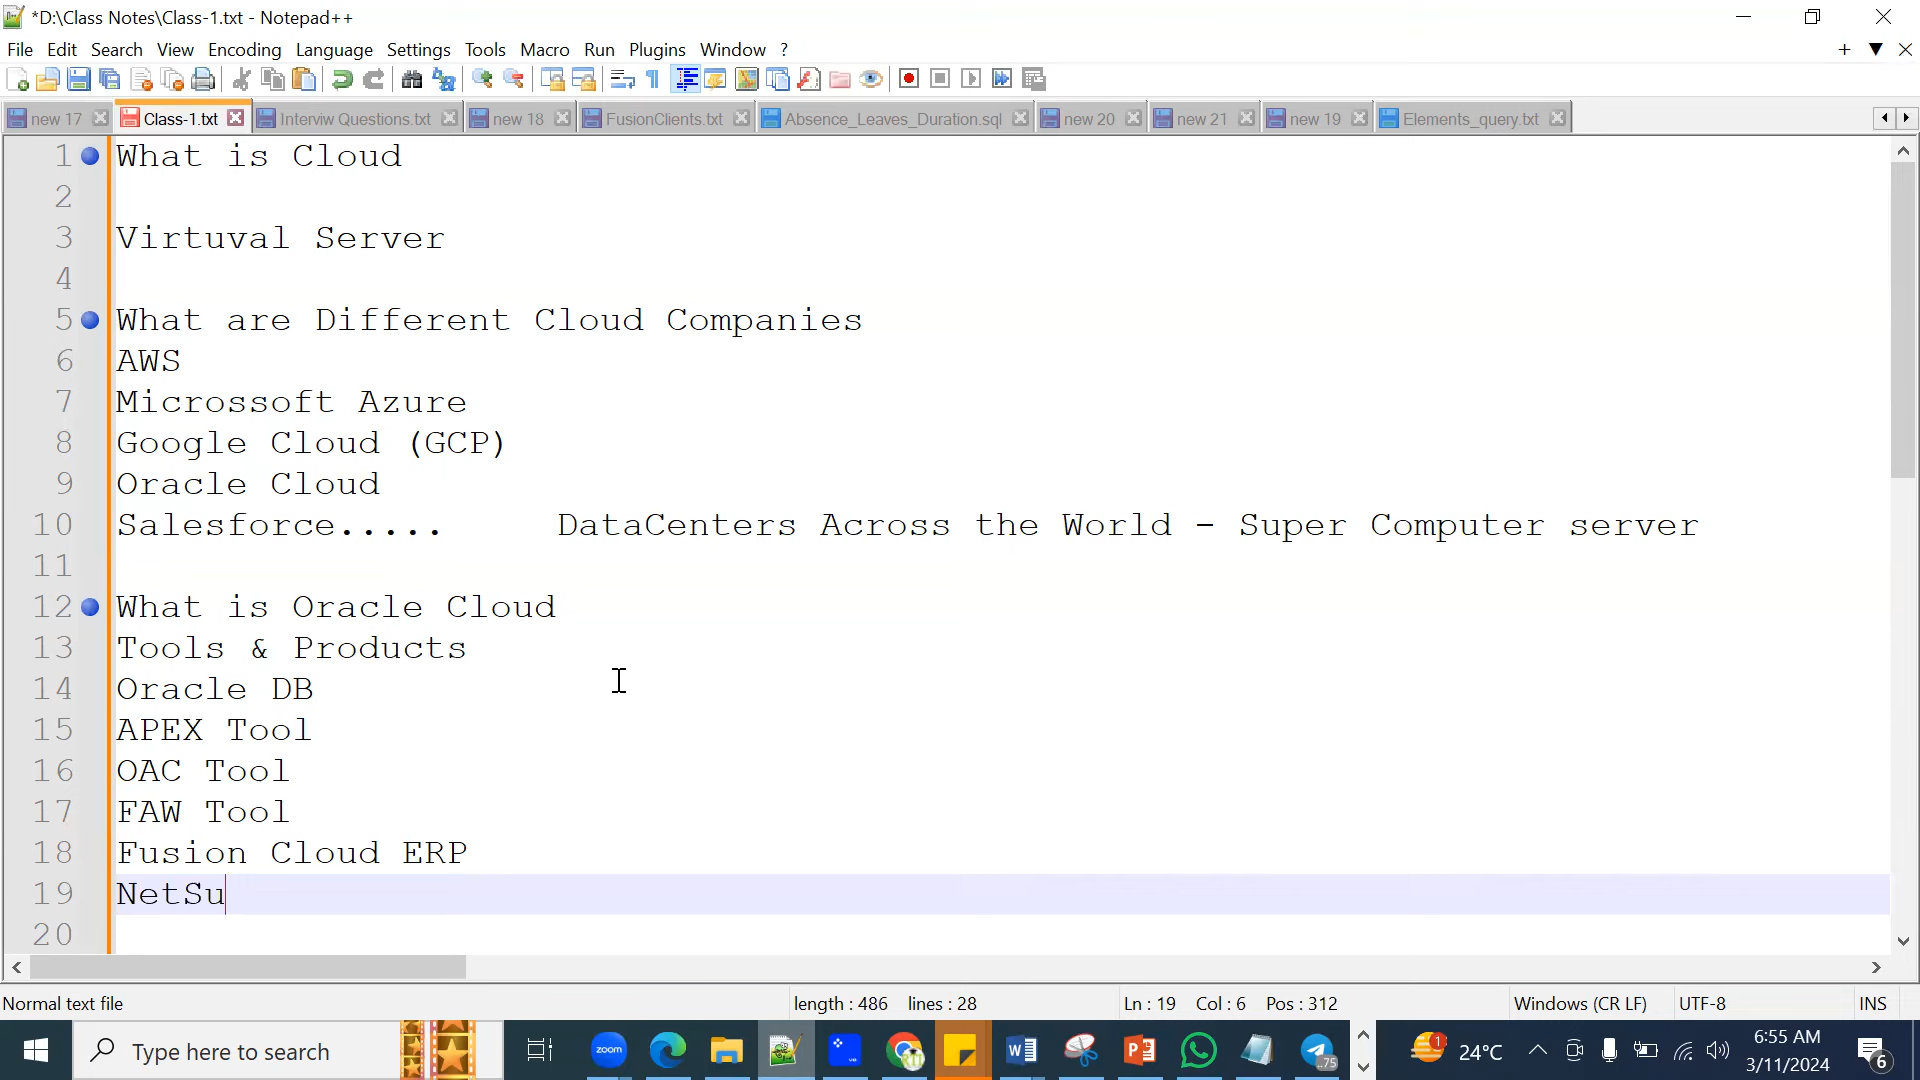 *D:\Class Notes\Class-1.txt - Notepad++
File Edit Search View Encoding Language Settings Tools Macro Run Plugins Window ?
new 17 Class-1.txt Interviw Questions.txt new 18 FusionClients.txt Absence_Leaves_Duration.sql new 20 new 21 new 19 Elements_query.txt
1 What is Cloud
2
3 Virtuval Server
4
5 What are Different Cloud Companies
6 AWS
7 Microssoft Azure
8 Google Cloud (GCP)
9 Oracle Cloud
10 Salesforce..... DataCenters Across the World - Super Computer server
11
12 What is Oracle Cloud
13 Tools & Products
14 Oracle DB
15 APEX Tool
16 OAC Tool
17 FAW Tool
18 Fusion Cloud ERP
19 NetSu
20
Normal text file length : 486 lines : 28 Ln : 19 Col : 6 Pos : 312 Windows (CR LF) UTF-8 INS
Type here to search zoom ve W P .75 1 24°C 6:55 AM 6
3/11/2024